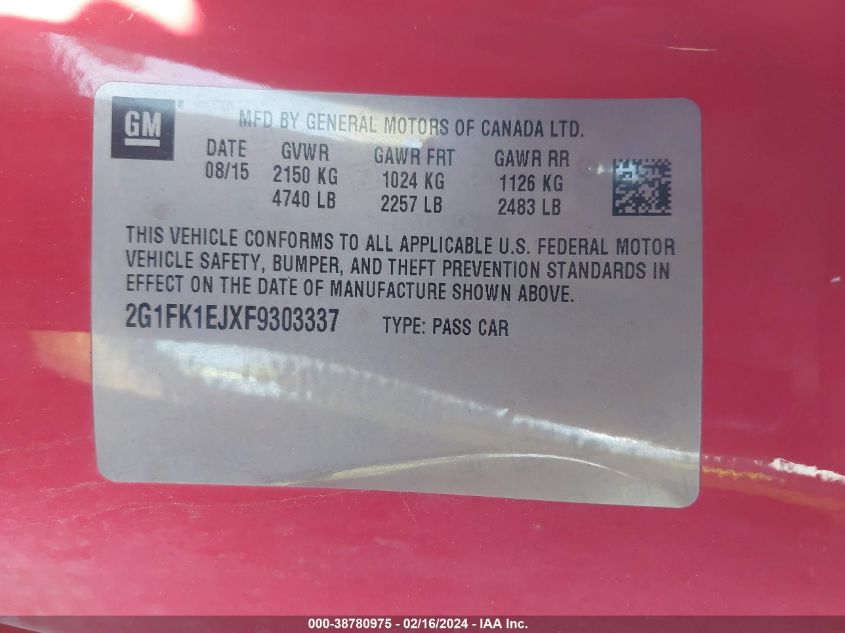 GM®
MFD BY GENERAL MOTORS OF CANADA LTD.
DATE GVWR GAWR FRT GAWR RR
08/15 2150 KG 1024 KG 1126 KG
4740 LB 2257 LB 2483 LB
THIS VEHICLE CONFORMS TO ALL APPLICABLE U.S. FEDERAL MOTOR
VEHICLE SAFETY, BUMPER, AND THEFT PREVENTION STANDARDS IN
EFFECT ON THE DATE OF MANUFACTURE SHOWN ABOVE.
2G1FK1EJXF9303337 TYPE: PASS CAR
000-38780975 - 02/16/2024 - IAA Inc.